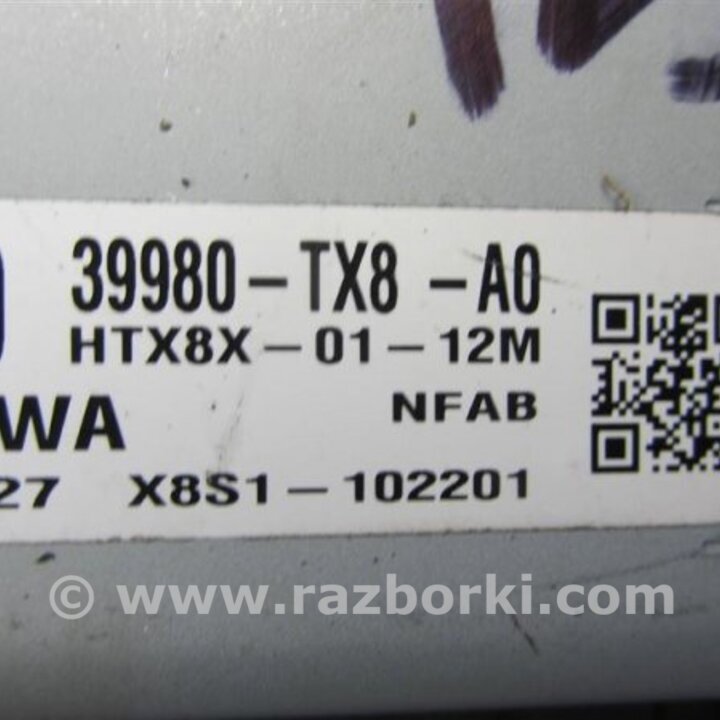 39980-TX8 -A0
HTX8X-01-12M
WA NFAB
27 X8S1-102201
© www.razborki.com